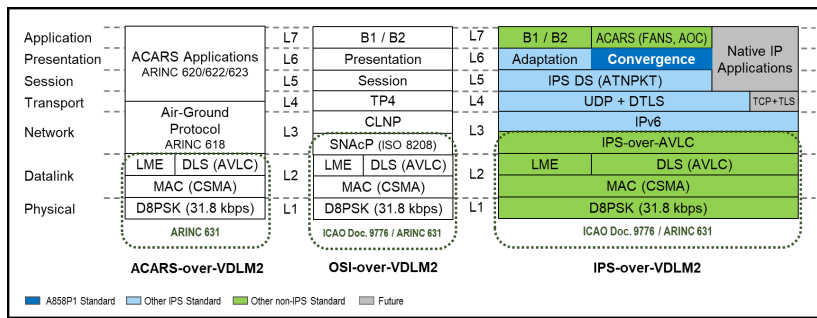 Application
Presentation
Session
Transport
Network
Datalink
Physical
ACARS Applications
ARINC 620/622/623
Air-Ground
Protocol
ARINC 618
LME
DLS (AVLC)
MAC (CSMA)
D8PSK (31.8 kbps)
ARINC 631
ACARS-over-VDLM2
L7
L6
L5
L4
L3
L2
L1
B1 / B2
Presentation
Session
TP4
CLNP
SNAcP (ISO 8208)
LME
DLS (AVLC)
MAC (CSMA)
D8PSK (31.8 kbps)
ICAO Doc. 9776 / ARINC 631
OSI-over-VDLM2
L7
L6
L5
L4
L3
L2
L1
B1 / B2
ACARS (FANS, AOC)
Native IP
Applications
Adaptation
Convergence
IPS DS (ATNPKT)
UDP + DTLS
TCP+TLS
IPv6
IPS-over-AVLC
LME
DLS (AVLC)
MAC (CSMA)
D8PSK (31.8 kbps)
ICAO Doc. 9776 / ARINC 631
IPS-over-VDLM2
A858P1 Standard
Other IPS Standard
Other non-IPS Standard
Future